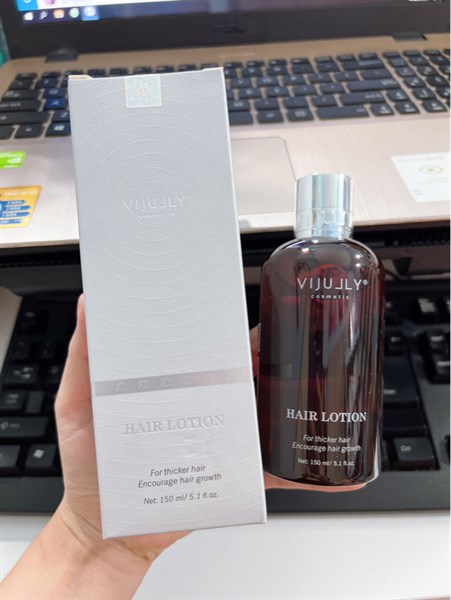 VIJULLY
cosmetic
HAIR LOTION
For thicker hair
Encourage hair growth
Net: 150 ml/ 5.1 fl.oz.
VIJULLY®
cosmetic
HAIR LOTION
For thicker hair
Encourage hair growth
Net: 150 ml/ 5.1 fl.oz.